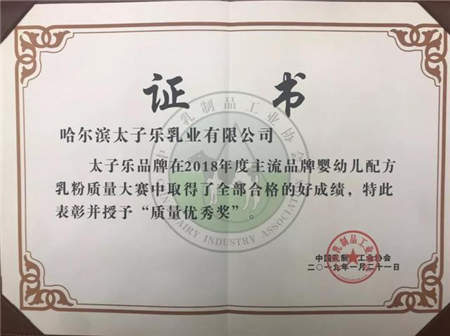 证 书
哈尔滨太子乐乳业有限公司
太子乐品牌在2018年度主流品牌婴幼儿配方
乳粉质量大赛中取得了全部合格的好成绩，特此
表彰并授予“质量优秀奖”。
中国乳制品工业协会
二〇一九年一月二十一日